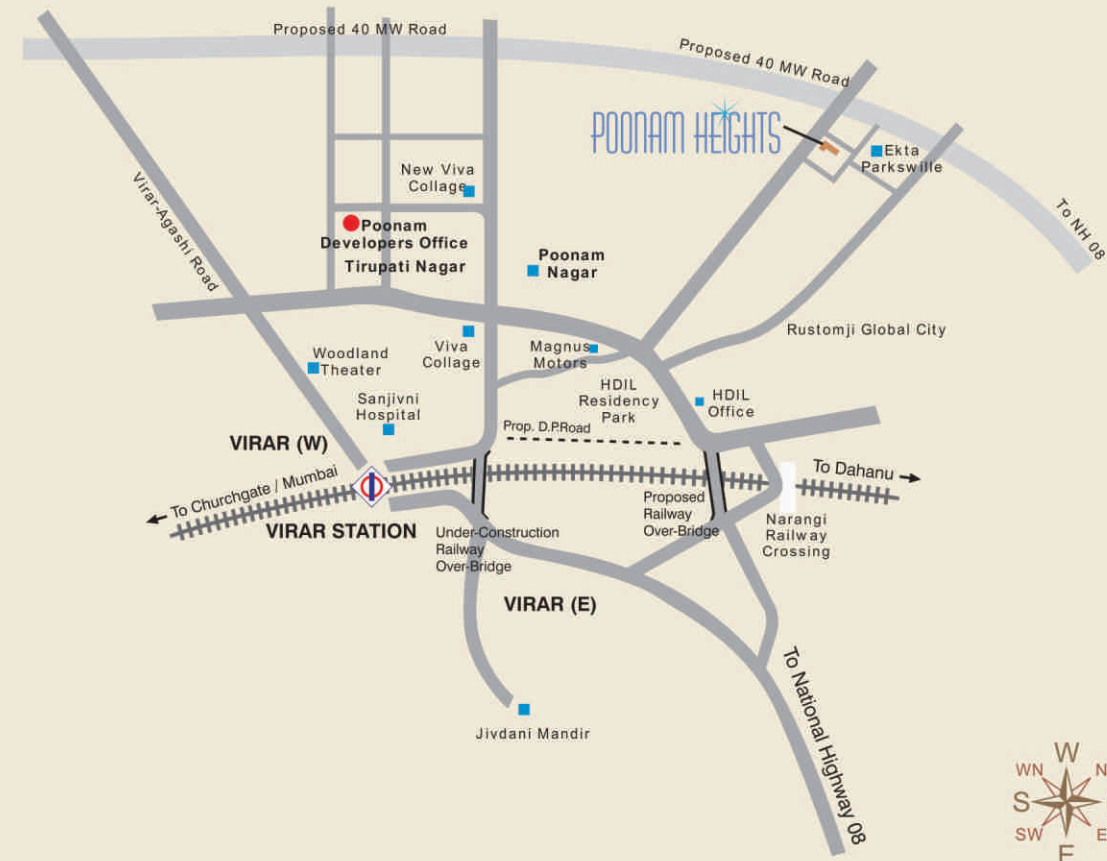 Proposed 40 MW Road
Proposed 40 MW Road
POONAM HEIGHTS
Ekta
Parkswille
To NH 08
New Viva
Collage
Virar-Agashi Road
Poonam
Developers Office
Tirupati Nagar
Poonam
Nagar
Rustomji Global City
Woodland
Theater
Viva
Collage
Magnus
Motors
HDIL
Residency
Park
HDIL
Office
Sanjivni
Hospital
Prop. D.P.Road
VIRAR (W)
To Churchgate / Mumbai
To Dahanu
VIRAR STATION
Under-Construction
Railway
Over-Bridge
Proposed
Railway
Over-Bridge
Narangi
Railway
Crossing
VIRAR (E)
Jivdani Mandir
To National Highway 08
W
WN
N
S
SW
E
E